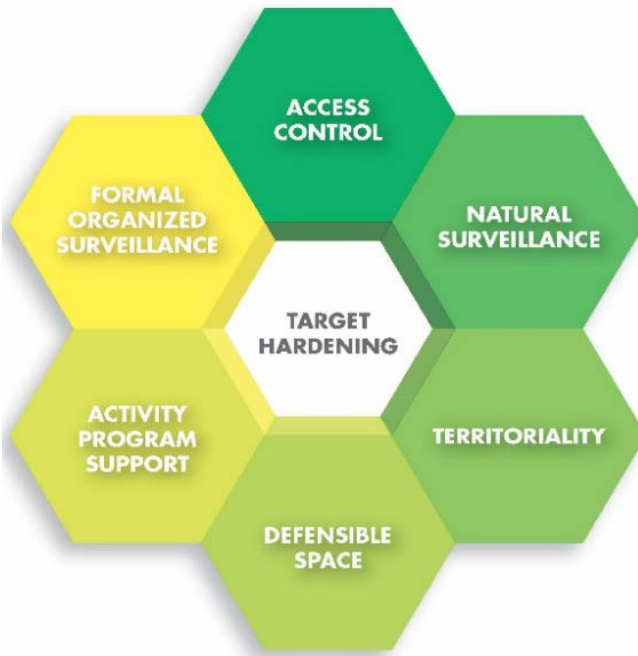 ACCESS
CONTROL
NATURAL
SURVEILLANCE
TERRITORIALITY
DEFENSIBLE
SPACE
ACTIVITY
PROGRAM
SUPPORT
FORMAL
ORGANIZED
SURVEILLANCE
TARGET
HARDENING